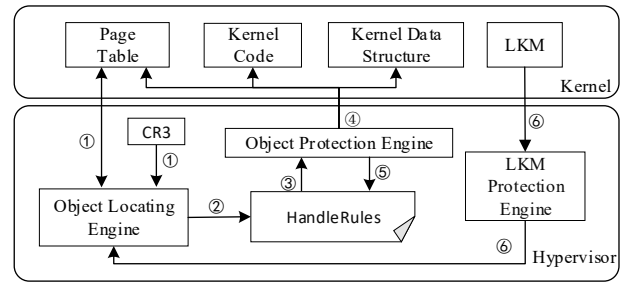 Page
Table
Kernel
Code
Kernel Data
Structure
LKM
Kernel
①
CR3
①
④
⑥
Object Protection Engine
③
⑤
LKM
Protection
Engine
Object Locating
Engine
②
HandleRules
⑥
Hypervisor